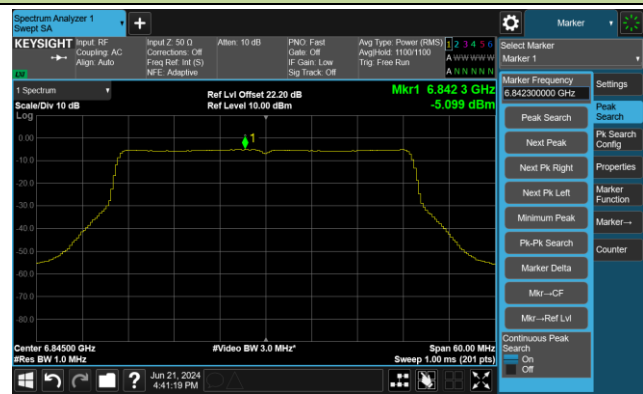 Spectrum Analyzer 1
Swept SA
+
Marker
KEYSIGHT
Input: RF
Coupling: AC
Align: Auto
Input Z: 50 Ω
Corrections: Off
Freq Ref: Int (S)
NFE: Adaptive
Atten: 10 dB
PNO: Fast
Gate: Off
IF Gain: Low
Sig Track: Off
Avg Type: Power (RMS)
Avg|Hold: 1100/1100
Trig: Free Run
1 2 3 4 5 6
A W W W W W
A N N N N N
LW
Select Marker
Marker 1
1 Spectrum
Scale/Div 10 dB
Log
Ref Lvl Offset 22.20 dB
Ref Level 10.00 dBm
Mkr1 6.842 3 GHz
-5.099 dBm
1
0.00
-10.0
-20.0
-30.0
-40.0
-50.0
-60.0
-70.0
-80.0
Center 6.84500 GHz
#Res BW 1.0 MHz
#Video BW 3.0 MHz*
Span 60.00 MHz
Sweep 1.00 ms (201 pts)
Marker Frequency
6.842300000 GHz
Peak Search
Next Peak
Next Pk Right
Next Pk Left
Minimum Peak
Pk-Pk Search
Marker Delta
Mkr→CF
Mkr→Ref Lvl
Continuous Peak
Search
On
Off
Settings
Peak
Search
Pk Search
Config
Properties
Marker
Function
Marker→
Counter
?
Jun 21, 2024
4:41:19 PM